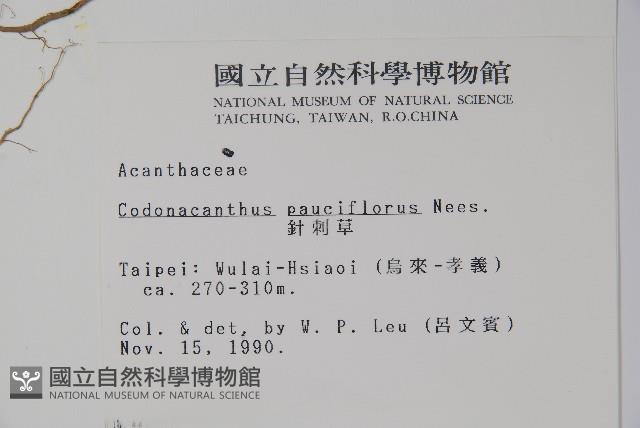 國立自然科學博物館
NATIONAL MUSEUM OF NATURAL SCIENCE
TAICHUNG, TAIWAN, R.O.CHINA
Acanthaceae
Codonacanthus pauciflorus Nees.
針刺草
Taipei: Wulai-Hsiaoi (烏來-孝義)
ca. 270-310m.
Col. & det, by W. P. Leu (呂文賓)
Nov. 15, 1990.
國立自然科學博物館
NATIONAL MUSEUM OF NATURAL SCIENCE